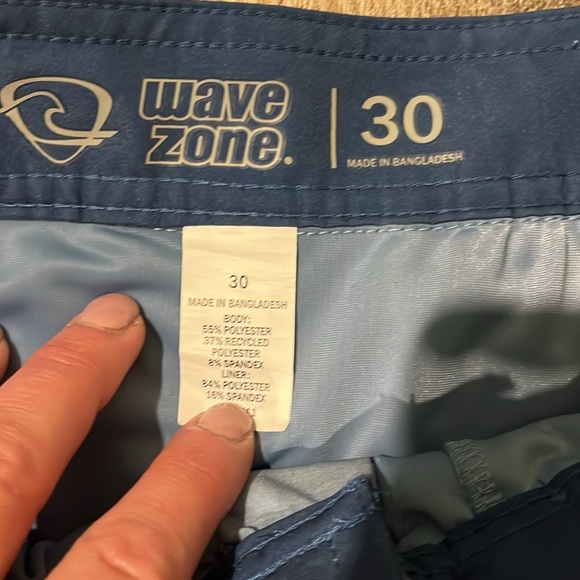 wave
zone.
30
MADE IN BANGLADESH
30
MADE IN BANGLADESH
BODY:
55% POLYESTER
37% RECYCLED
POLYESTER
8% SPANDEX
LINER:
84% POLYESTER
16% SPANDEX